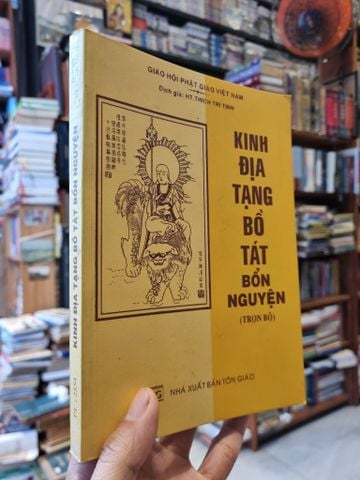 GIÁO HỘI PHẬT GIÁO VIỆT NAM
Dịch giả: HT. THÍCH TRÍ TỊNH
KINH
ĐỊA
TẠNG
BỒ
TÁT
BỔN
NGUYỆN
(TRỌN BỘ)
NHÀ XUẤT BẢN TÔN GIÁO
KINH ĐỊA TẠNG BỒ TÁT BỔN NGUYỆN